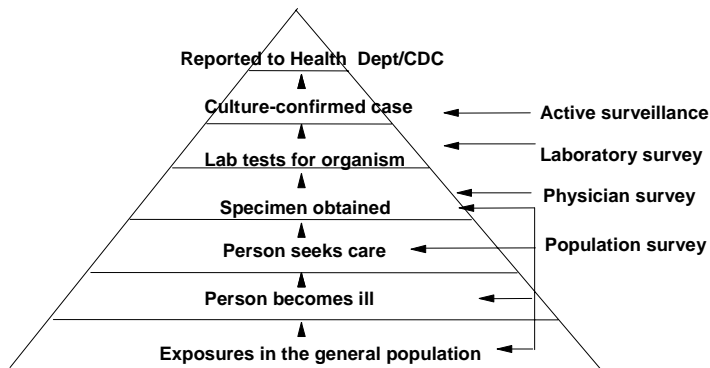 Reported to Health Dept/CDC
Culture-confirmed case
Active surveillance
Lab tests for organism
Laboratory survey
Physician survey
Specimen obtained
Person seeks care
Population survey
Person becomes ill
Exposures in the general population